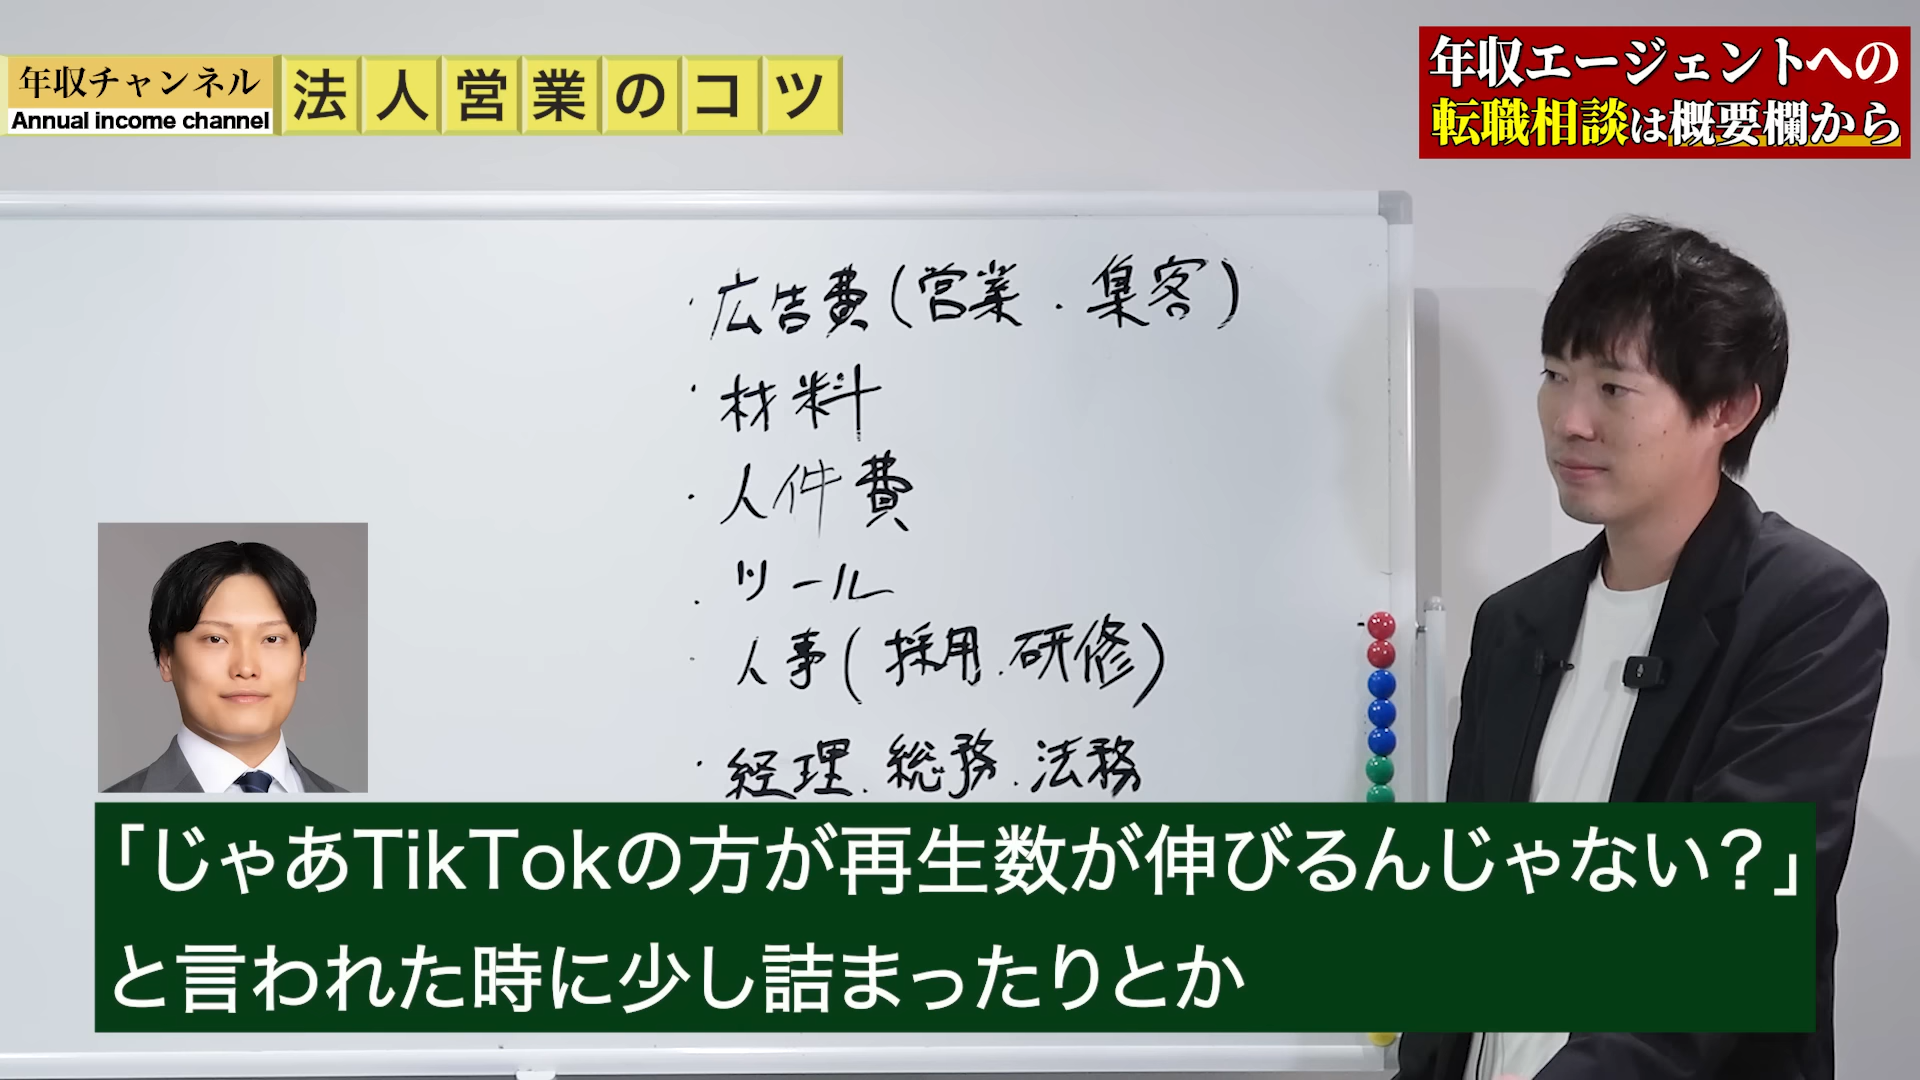 年収チャンネル
Annual income channel
法人営業のコツ
年収エージェントへの
転職相談は概要欄から
・広告費(営業・集客)
・材料
・人件費
・ツール
・人事(採用・研修)
・経理・総務・法務
「じゃあTikTokの方が再生数が伸びるんじゃない？」
と言われた時に少し詰まったりとか